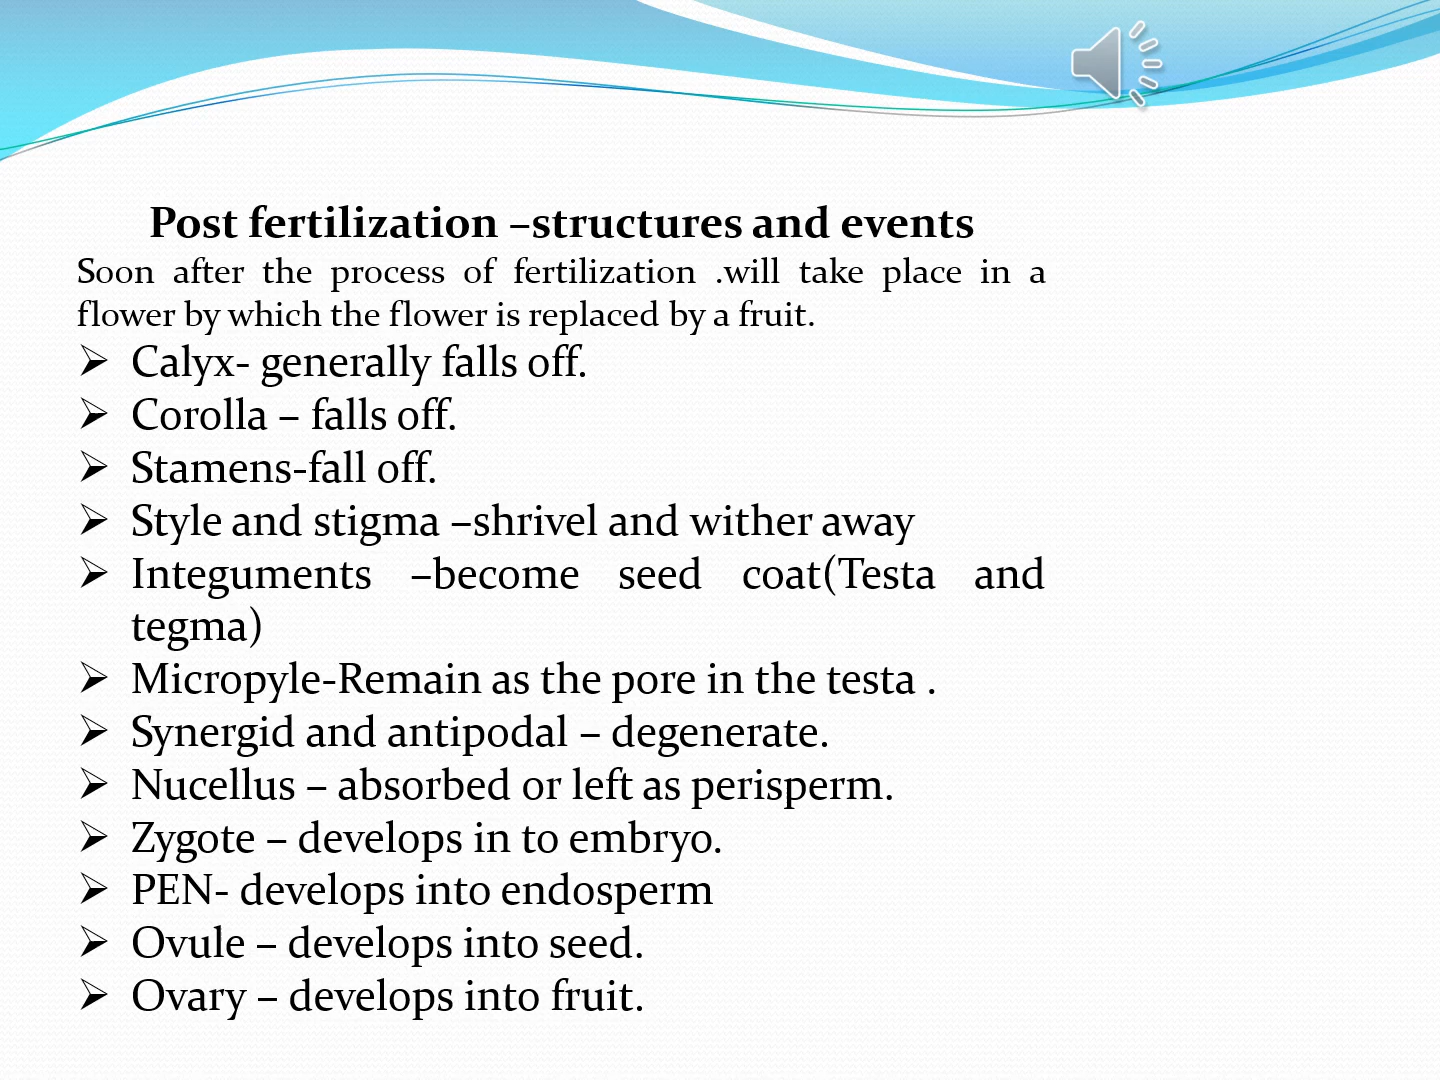 Post fertilization –structures and events
Soon after the process of fertilization .will take place in a
flower by which the flower is replaced by a fruit.
➢ Calyx- generally falls off.
➢ Corolla – falls off.
➢ Stamens-fall off.
➢ Style and stigma –shrivel and wither away
➢ Integuments –become seed coat(Testa and
tegma)
➢ Micropyle-Remain as the pore in the testa .
➢ Synergid and antipodal – degenerate.
➢ Nucellus – absorbed or left as perisperm.
➢ Zygote – develops in to embryo.
➢ PEN- develops into endosperm
➢ Ovule – develops into seed.
➢ Ovary – develops into fruit.